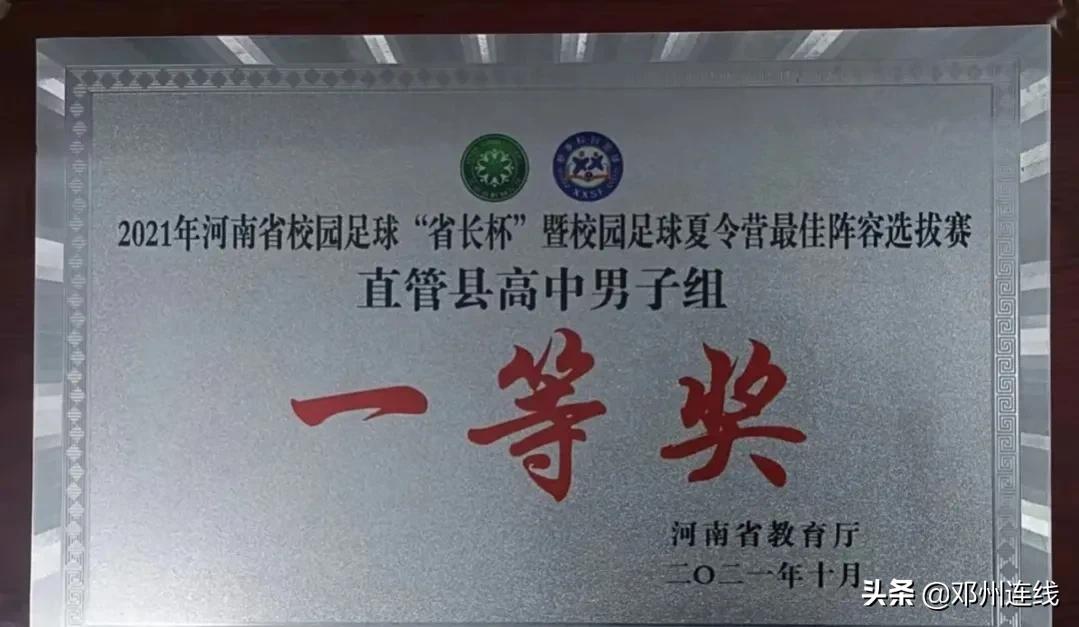 2021年河南省校园足球“省长杯”暨校园足球夏令营最佳阵容选拔赛
直管县高中男子组
一等奖
河南省教育厅
二〇二一年十月
头条 @邓州连线